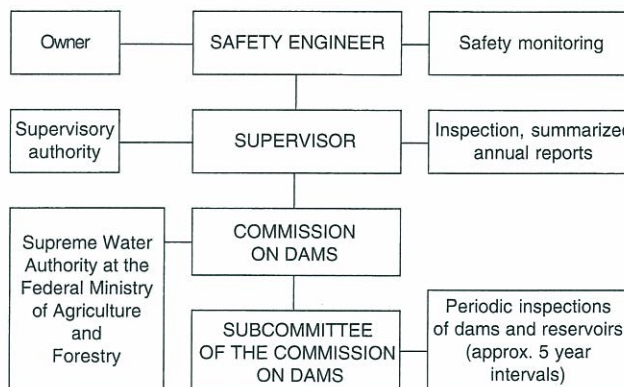 Owner
SAFETY ENGINEER
Safety monitoring
Supervisory
authority
SUPERVISOR
Inspection, summarized
annual reports
Supreme Water
Authority at the
Federal Ministry
of Agriculture
and
Forestry
COMMISSION
ON DAMS
SUBCOMMITTEE
OF THE COMMISSION
ON DAMS
Periodic inspections
of dams and reservoirs
(approx. 5 year
intervals)